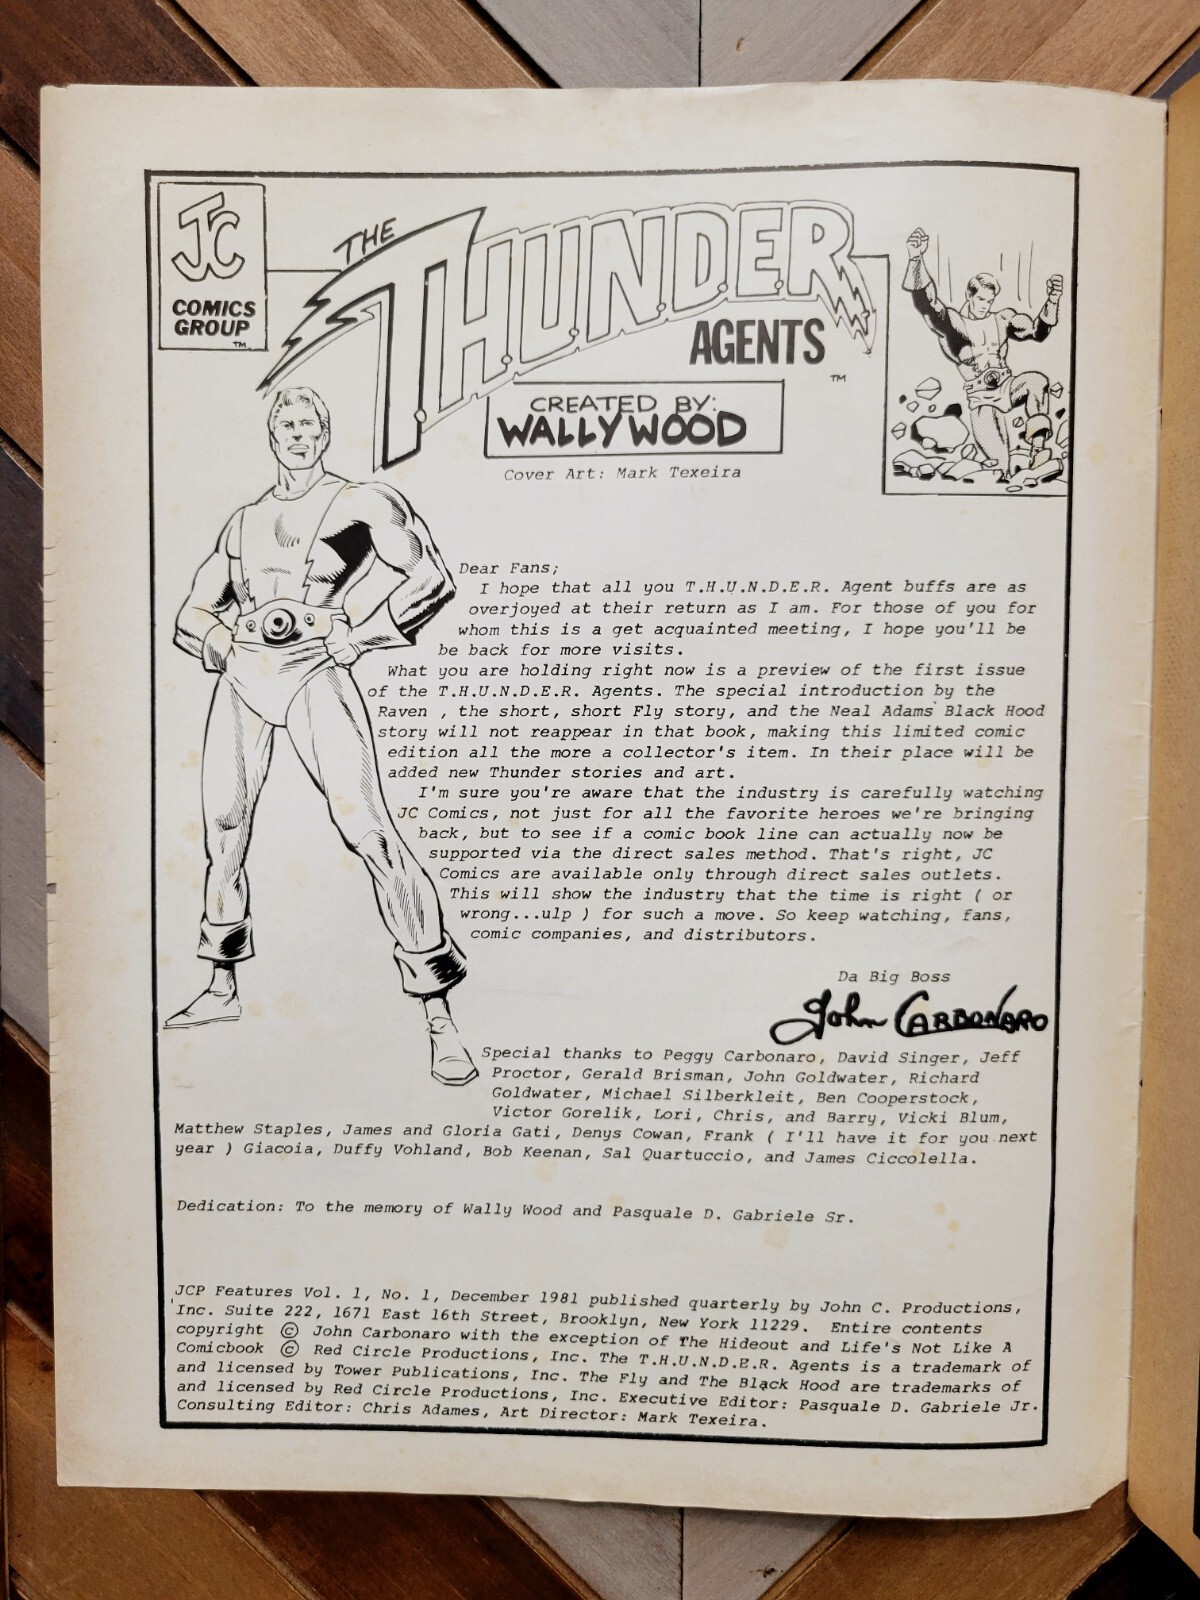 JC
COMICS
GROUP
TM
THE
T.H.U.N.D.E.R
AGENTS
TM
CREATED BY:
WALLY WOOD
Cover Art: Mark Texeira
Dear Fans;
I hope that all you T.H.U.N.D.E.R. Agent buffs are as
overjoyed at their return as I am. For those of you for
whom this is a get acquainted meeting, I hope you'll be
be back for more visits.
What you are holding right now is a preview of the first issue
of the T.H.U.N.D.E.R. Agents. The special introduction by the
Raven , the short, short Fly story, and the Neal Adams Black Hood
story will not reappear in that book, making this limited comic
edition all the more a collector's item. In their place will be
added new Thunder stories and art.
I'm sure you're aware that the industry is carefully watching
JC Comics, not just for all the favorite heroes we're bringing
back, but to see if a comic book line can actually now be
supported via the direct sales method. That's right, JC
Comics are available only through direct sales outlets.
This will show the industry that the time is right ( or
wrong...ulp ) for such a move. So keep watching, fans,
comic companies, and distributors.
Da Big Boss
John Carbonaro
Special thanks to Peggy Carbonaro, David Singer, Jeff
Proctor, Gerald Brisman, John Goldwater, Richard
Goldwater, Michael Silberkleit, Ben Cooperstock,
Victor Gorelik, Lori, Chris, and Barry, Vicki Blum,
Matthew Staples, James and Gloria Gati, Denys Cowan, Frank ( I'll have it for you next
year ) Giacoia, Duffy Vohland, Bob Keenan, Sal Quartuccio, and James Ciccolella.
Dedication: To the memory of Wally Wood and Pasquale D. Gabriele Sr.
JCP Features Vol. 1, No. 1, December 1981 published quarterly by John C. Productions,
Inc. Suite 222, 1671 East 16th Street, Brooklyn, New York 11229. Entire contents
copyright © John Carbonaro with the exception of The Hideout and Life's Not Like A
Comicbook © Red Circle Productions, Inc. The T.H.U.N.D.E.R. Agents is a trademark of
and licensed by Tower Publications, Inc. The Fly and The Black Hood are trademarks of
and licensed by Red Circle Productions, Inc. Executive Editor: Pasquale D. Gabriele Jr.
Consulting Editor: Chris Adames, Art Director: Mark Texeira.